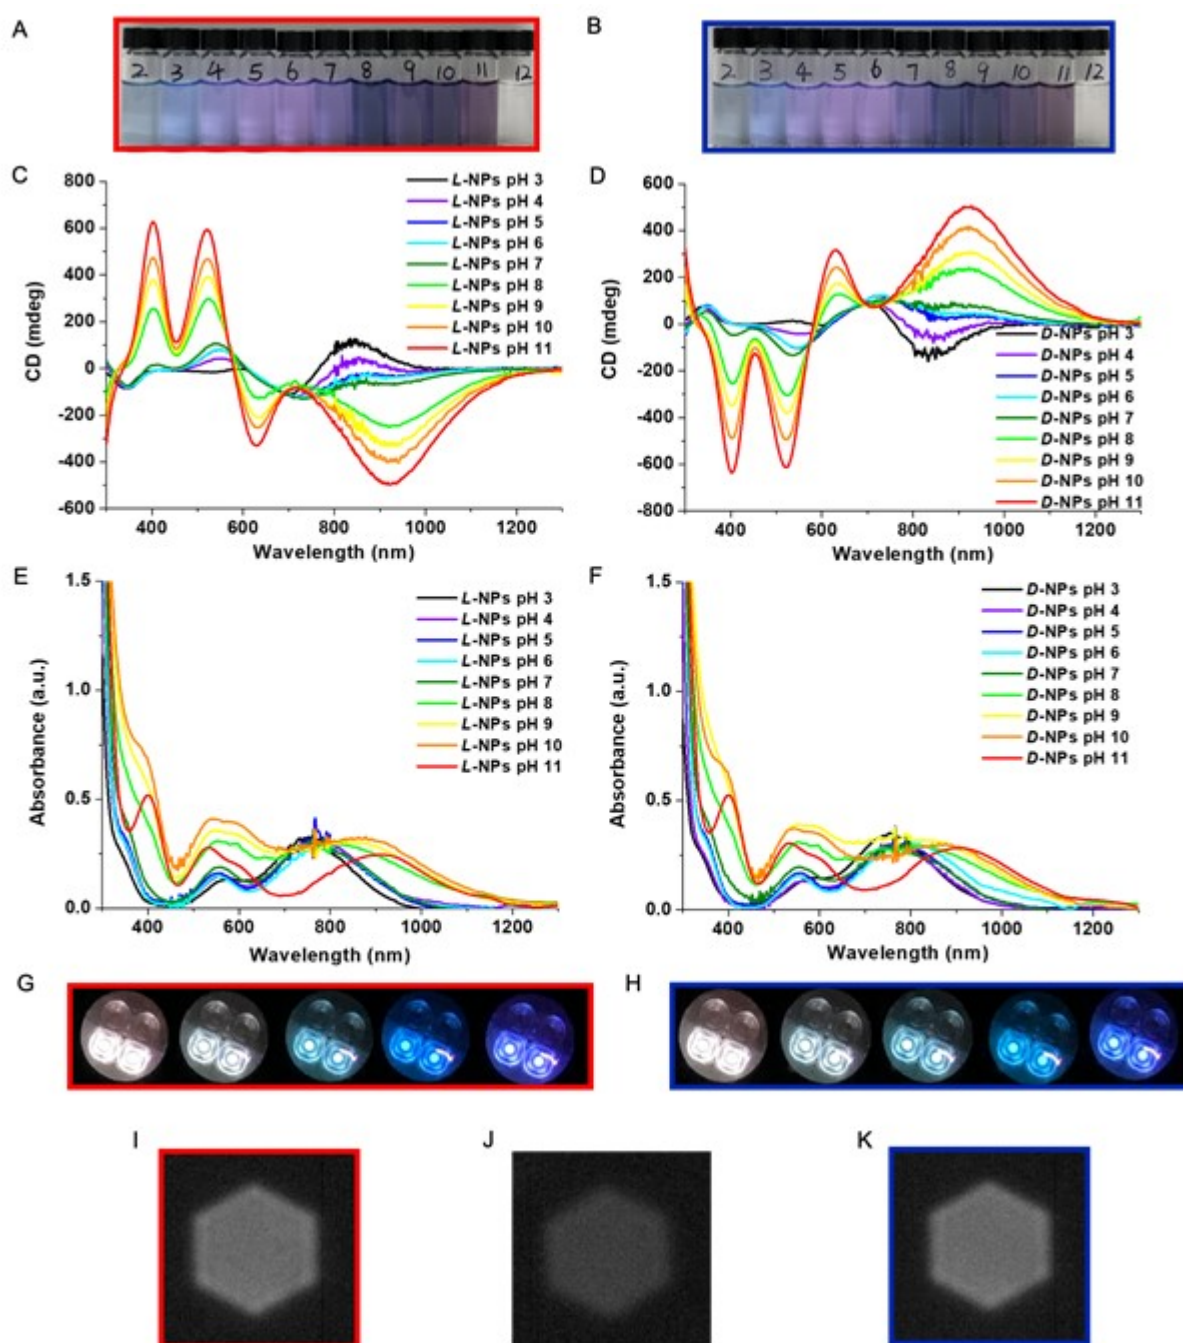 A
B
2 3 4 5 6 7 8 9 10 11 12
2 3 4 5 6 7 8 9 10 11 12
C
800
600
400
200
0
-200
-400
-600
CD (mdeg)
400 600 800 1000 1200
Wavelength (nm)
L-NPs pH 3
L-NPs pH 4
L-NPs pH 5
L-NPs pH 6
L-NPs pH 7
L-NPs pH 8
L-NPs pH 9
L-NPs pH 10
L-NPs pH 11
D
600
400
200
0
-200
-400
-600
-800
CD (mdeg)
400 600 800 1000 1200
Wavelength (nm)
D-NPs pH 3
D-NPs pH 4
D-NPs pH 5
D-NPs pH 6
D-NPs pH 7
D-NPs pH 8
D-NPs pH 9
D-NPs pH 10
D-NPs pH 11
E
1.5
1.0
0.5
0.0
Absorbance (a.u.)
400 600 800 1000 1200
Wavelength (nm)
L-NPs pH 3
L-NPs pH 4
L-NPs pH 5
L-NPs pH 6
L-NPs pH 7
L-NPs pH 8
L-NPs pH 9
L-NPs pH 10
L-NPs pH 11
F
1.5
1.0
0.5
0.0
Absorbance (a.u.)
400 600 800 1000 1200
Wavelength (nm)
D-NPs pH 3
D-NPs pH 4
D-NPs pH 5
D-NPs pH 6
D-NPs pH 7
D-NPs pH 8
D-NPs pH 9
D-NPs pH 10
D-NPs pH 11
G
H
I
J
K